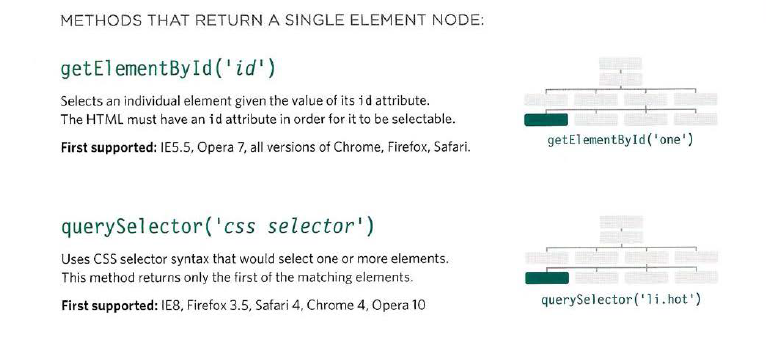 METHODS THAT RETURN A SINGLE ELEMENT NODE:
getElementById('id')
Selects an individual element given the value of its id attribute.
The HTML must have an id attribute in order for it to be selectable.
First supported: IE5.5, Opera 7, all versions of Chrome, Firefox, Safari.
getElementById('one')
querySelector('css selector')
Uses CSS selector syntax that would select one or more elements.
This method returns only the first of the matching elements.
First supported: IE8, Firefox 3.5, Safari 4, Chrome 4, Opera 10
querySelector('li.hot')